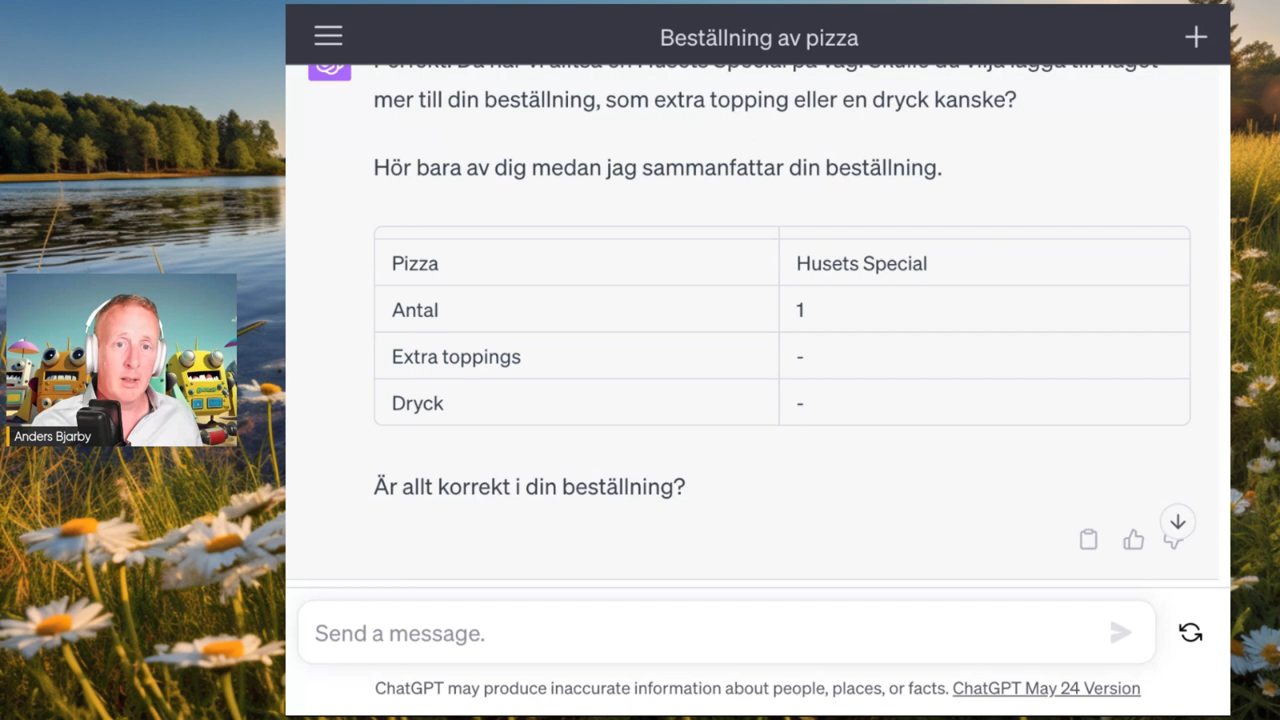 Beställning av pizza
mer till din beställning, som extra topping eller en dryck kanske?
Hör bara av dig medan jag sammanfattar din beställning.
Pizza Husets Special
Antal 1
Extra toppings -
Dryck -
Är allt korrekt i din beställning?
Anders Bjarby
Send a message.
ChatGPT may produce inaccurate information about people, places, or facts. ChatGPT May 24 Version